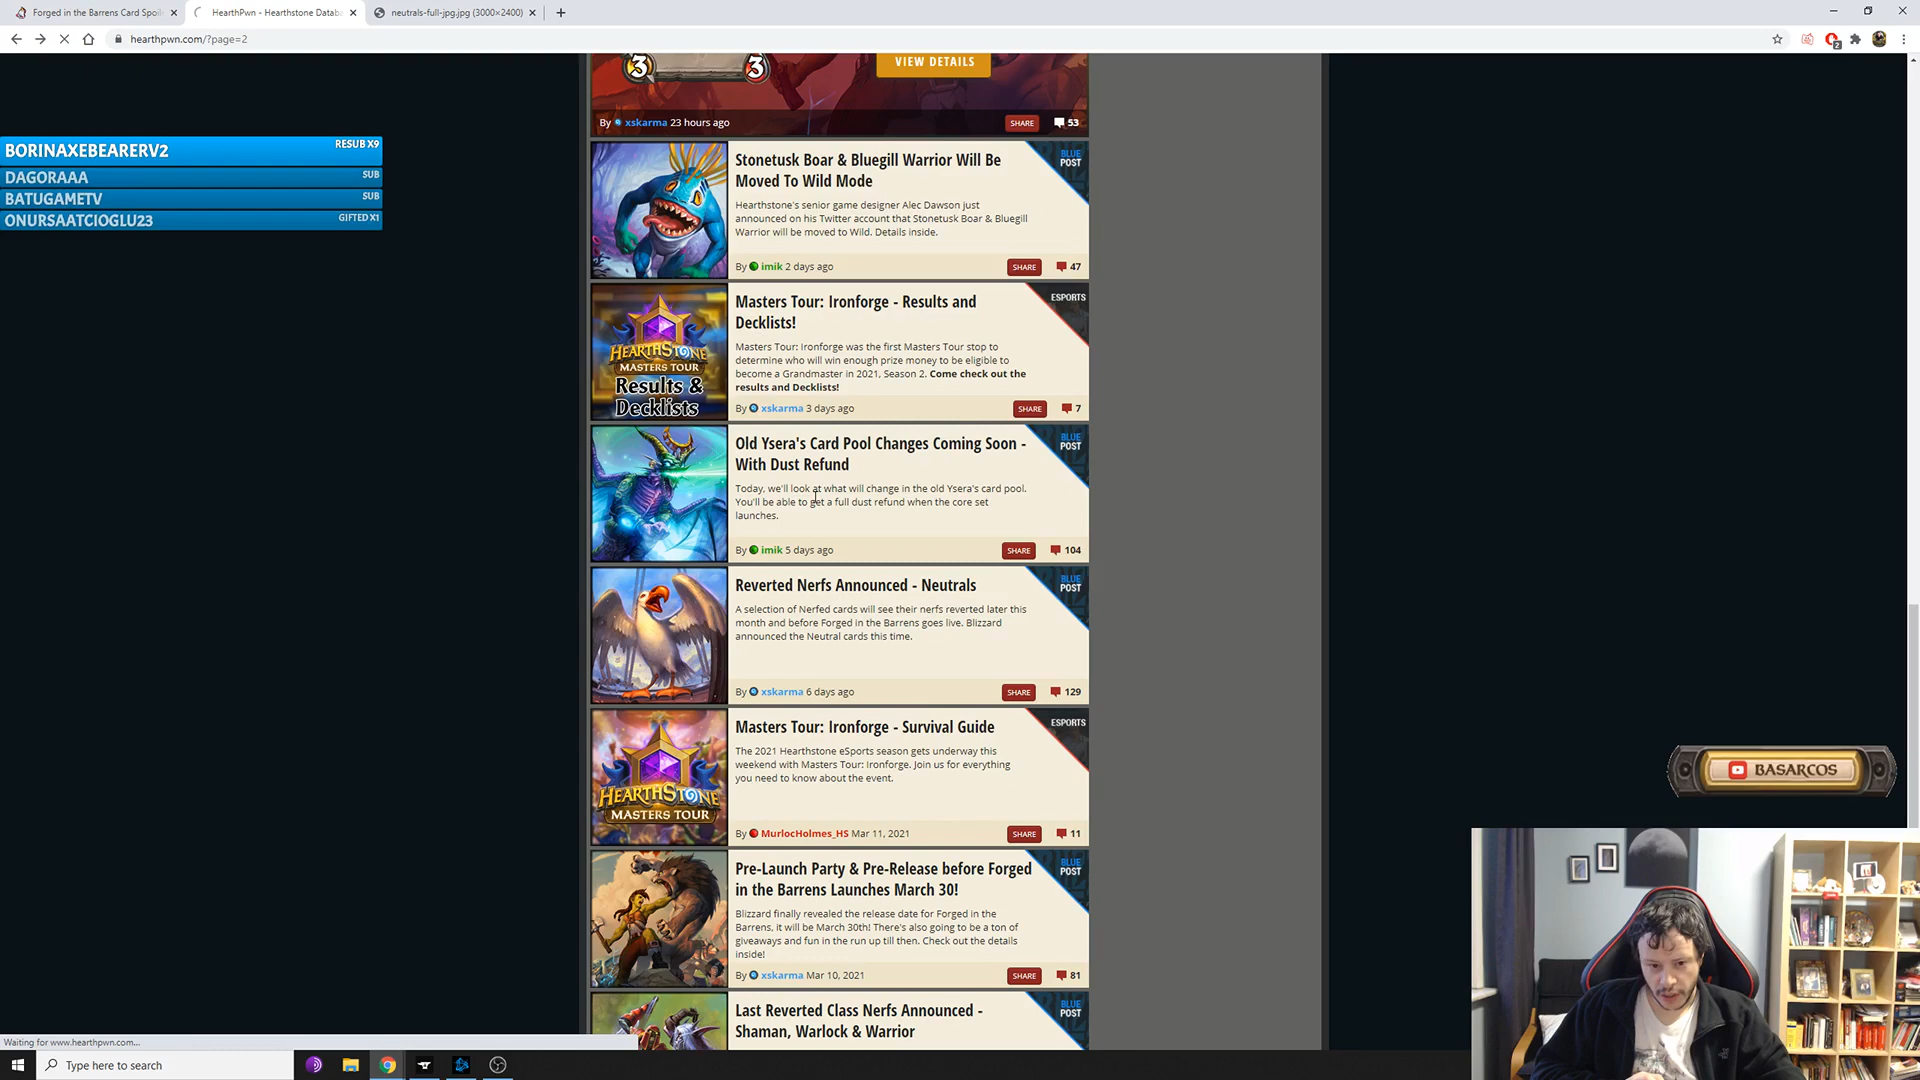 Forged in the Barrens Card Spoil
HearthPwn - Hearthstone Datab
neutrals-full-jpg.jpg (3000×2400)
hearthpwn.com/?page=2
2
3
3
VIEW DETAILS
By xskarma 23 hours ago
SHARE
53
BORINAXEBEARERV2
RESUB X9
DAGORAAA
SUB
BATUGAMETV
SUB
ONURSAATCIOGLU23
GIFTED X1
Stonetusk Boar & Bluegill Warrior Will Be
Moved To Wild Mode
BLUE
POST
Hearthstone's senior game designer Alec Dawson just
announced on his Twitter account that Stonetusk Boar & Bluegill
Warrior will be moved to Wild. Details inside.
By imik 2 days ago
SHARE
47
HEARTHSTONE
MASTERS TOUR
Results &
Decklists
Masters Tour: Ironforge - Results and
Decklists!
ESPORTS
Masters Tour: Ironforge was the first Masters Tour stop to
determine who will win enough prize money to be eligible to
become a Grandmaster in 2021, Season 2. Come check out the
results and Decklists!
By xskarma 3 days ago
SHARE
7
Old Ysera's Card Pool Changes Coming Soon -
With Dust Refund
BLUE
POST
Today, we'll look at what will change in the old Ysera's card pool.
You'll be able to get a full dust refund when the core set
launches.
By imik 5 days ago
SHARE
104
Reverted Nerfs Announced - Neutrals
BLUE
POST
A selection of Nerfed cards will see their nerfs reverted later this
month and before Forged in the Barrens goes live. Blizzard
announced the Neutral cards this time.
By xskarma 6 days ago
SHARE
129
HEARTHSTONE
MASTERS TOUR
Masters Tour: Ironforge - Survival Guide
ESPORTS
The 2021 Hearthstone eSports season gets underway this
weekend with Masters Tour: Ironforge. Join us for everything
you need to know about the event.
By MurlocHolmes_HS Mar 11, 2021
SHARE
11
BASARCOS
Pre-Launch Party & Pre-Release before Forged
in the Barrens Launches March 30!
BLUE
POST
Blizzard finally revealed the release date for Forged in the
Barrens, it will be March 30th! There's also going to be a ton of
giveaways and fun in the run up till then. Check out the details
inside!
By xskarma Mar 10, 2021
SHARE
81
Last Reverted Class Nerfs Announced -
Shaman, Warlock & Warrior
BLUE
POST
Waiting for www.hearthpwn.com...
Type here to search